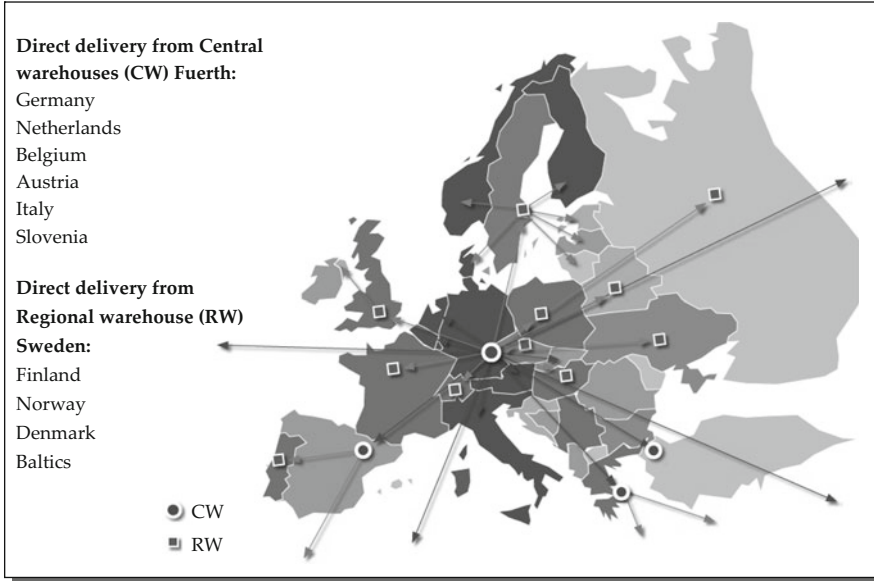 Direct delivery from Central
warehouses (CW) Fuerth:
Germany
Netherlands
Belgium
Austria
Italy
Slovenia
Direct delivery from
Regional warehouse (RW)
Sweden:
Finland
Norway
Denmark
Baltics
CW
RW